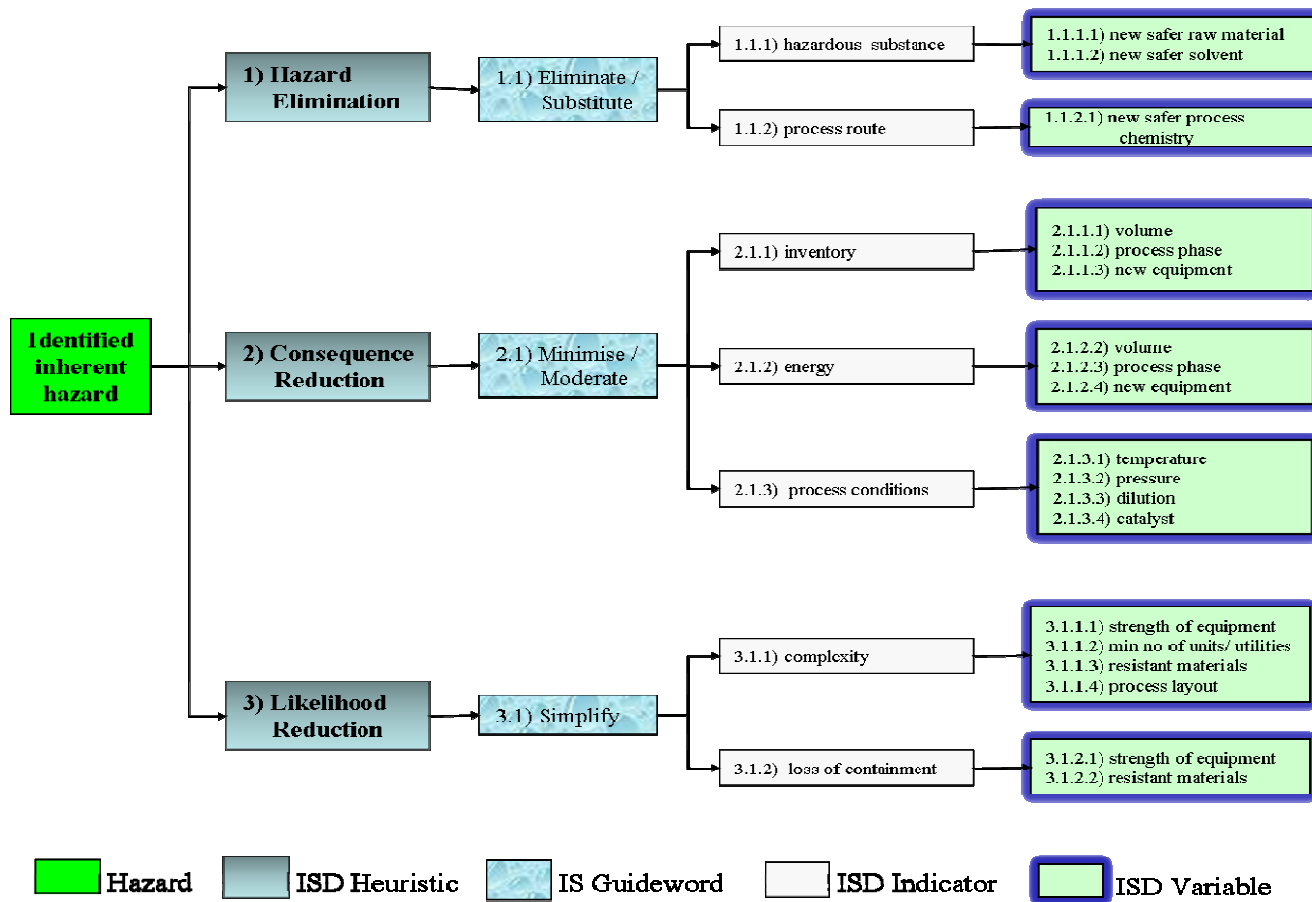 Identified
inherent
hazard
1) Hazard
Elimination
1.1) Eliminate /
Substitute
1.1.1) hazardous substance
1.1.1.1) new safer raw material
1.1.1.2) new safer solvent
1.1.2) process route
1.1.2.1) new safer process
chemistry
2) Consequence
Reduction
2.1) Minimise /
Moderate
2.1.1) inventory
2.1.1.1) volume
2.1.1.2) process phase
2.1.1.3) new equipment
2.1.2) energy
2.1.2.2) volume
2.1.2.3) process phase
2.1.2.4) new equipment
2.1.3) process conditions
2.1.3.1) temperature
2.1.3.2) pressure
2.1.3.3) dilution
2.1.3.4) catalyst
3) Likelihood
Reduction
3.1) Simplify
3.1.1) complexity
3.1.1.1) strength of equipment
3.1.1.2) min no of units/ utilities
3.1.1.3) resistant materials
3.1.1.4) process layout
3.1.2) loss of containment
3.1.2.1) strength of equipment
3.1.2.2) resistant materials
Hazard
ISD Heuristic
IS Guideword
ISD Indicator
ISD Variable